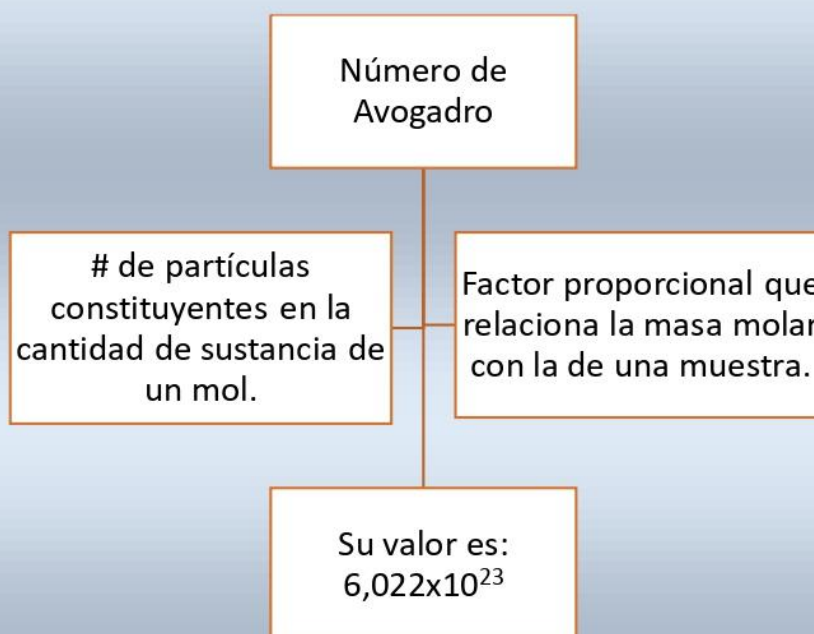 Número de
Avogadro
# de partículas
constituyentes en la
cantidad de sustancia de
un mol.
Factor proporcional que
relaciona la masa molar
con la de una muestra.
Su valor es:
6,022x10²³